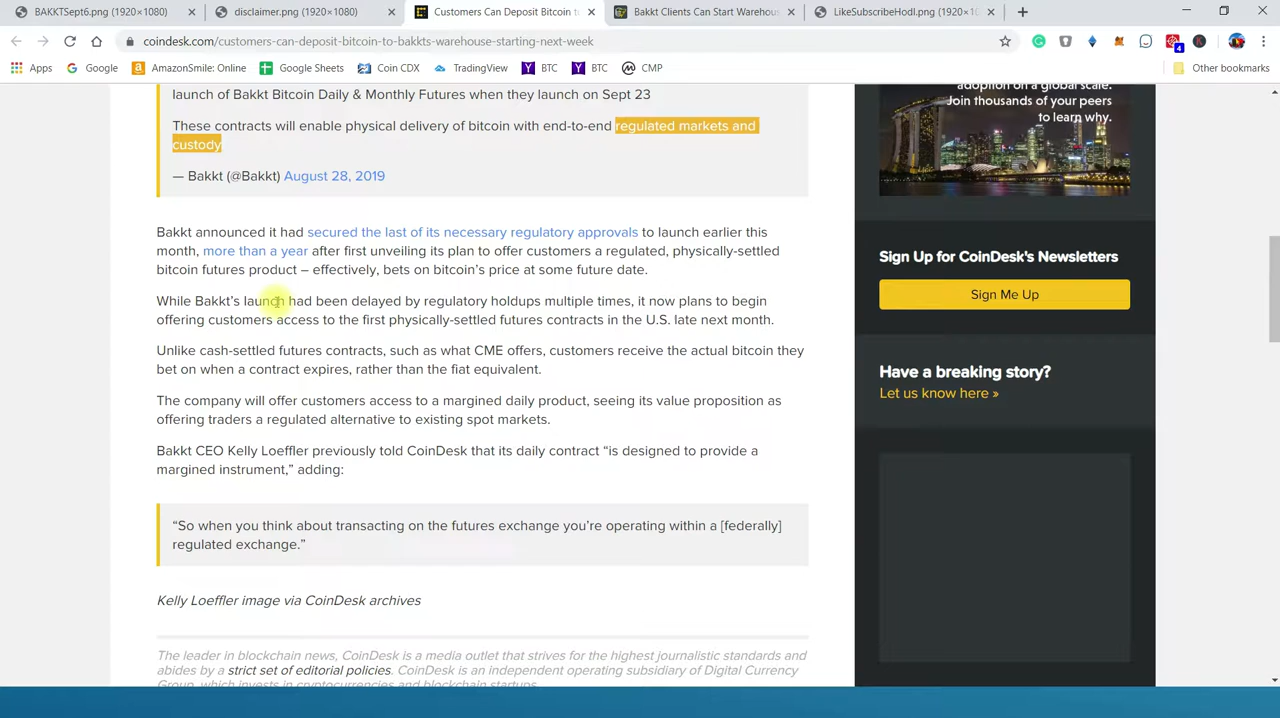 BAKKTSept6.png (1920×1080)
disclaimer.png (1920×1080)
Customers Can Deposit Bitcoin to
Bakkt Clients Can Start Warehous
LikeSubscribeHodl.png (1920×10
coindesk.com/customers-can-deposit-bitcoin-to-bakkts-warehouse-starting-next-week
4
Apps
Google
AmazonSmile: Online
Google Sheets
Coin CDX
TradingView
BTC
BTC
CMP
Other bookmarks
launch of Bakkt Bitcoin Daily & Monthly Futures when they launch on Sept 23
These contracts will enable physical delivery of bitcoin with end-to-end regulated markets and
custody
— Bakkt (@Bakkt) August 28, 2019
Bakkt announced it had secured the last of its necessary regulatory approvals to launch earlier this
month, more than a year after first unveiling its plan to offer customers a regulated, physically-settled
bitcoin futures product – effectively, bets on bitcoin's price at some future date.
While Bakkt's launch had been delayed by regulatory holdups multiple times, it now plans to begin
offering customers access to the first physically-settled futures contracts in the U.S. late next month.
Unlike cash-settled futures contracts, such as what CME offers, customers receive the actual bitcoin they
bet on when a contract expires, rather than the fiat equivalent.
The company will offer customers access to a margined daily product, seeing its value proposition as
offering traders a regulated alternative to existing spot markets.
Bakkt CEO Kelly Loeffler previously told CoinDesk that its daily contract “is designed to provide a
margined instrument,” adding:
“So when you think about transacting on the futures exchange you're operating within a [federally]
regulated exchange.”
Kelly Loeffler image via CoinDesk archives
The leader in blockchain news, CoinDesk is a media outlet that strives for the highest journalistic standards and
abides by a strict set of editorial policies. CoinDesk is an independent operating subsidiary of Digital Currency
Group, which invests in cryptocurrencies and blockchain startups.
adoption on a global scale.
Join thousands of your peers
to learn why.
Sign Up for CoinDesk's Newsletters
Sign Me Up
Have a breaking story?
Let us know here »